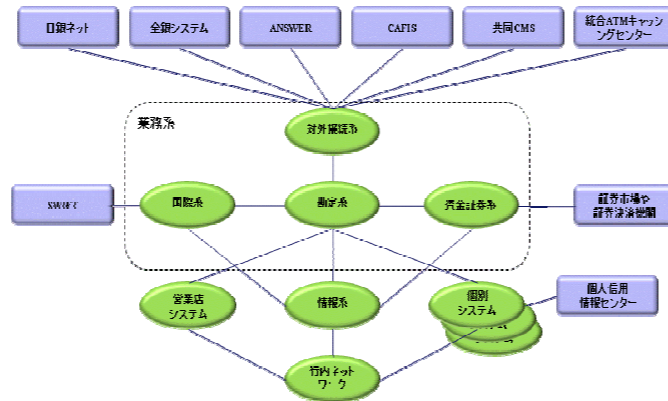 日銀ネット
全銀システム
ANSWER
CAFIS
共同CMS
統合ATMキャッシ
ングセンター
業務系
対外接続系
SWIFT
国際系
勘定系
資金証券系
証券市場や
証券決済機関
営業店
システム
情報系
個別
システム
個人信用
情報センター
行内ネット
ワーク